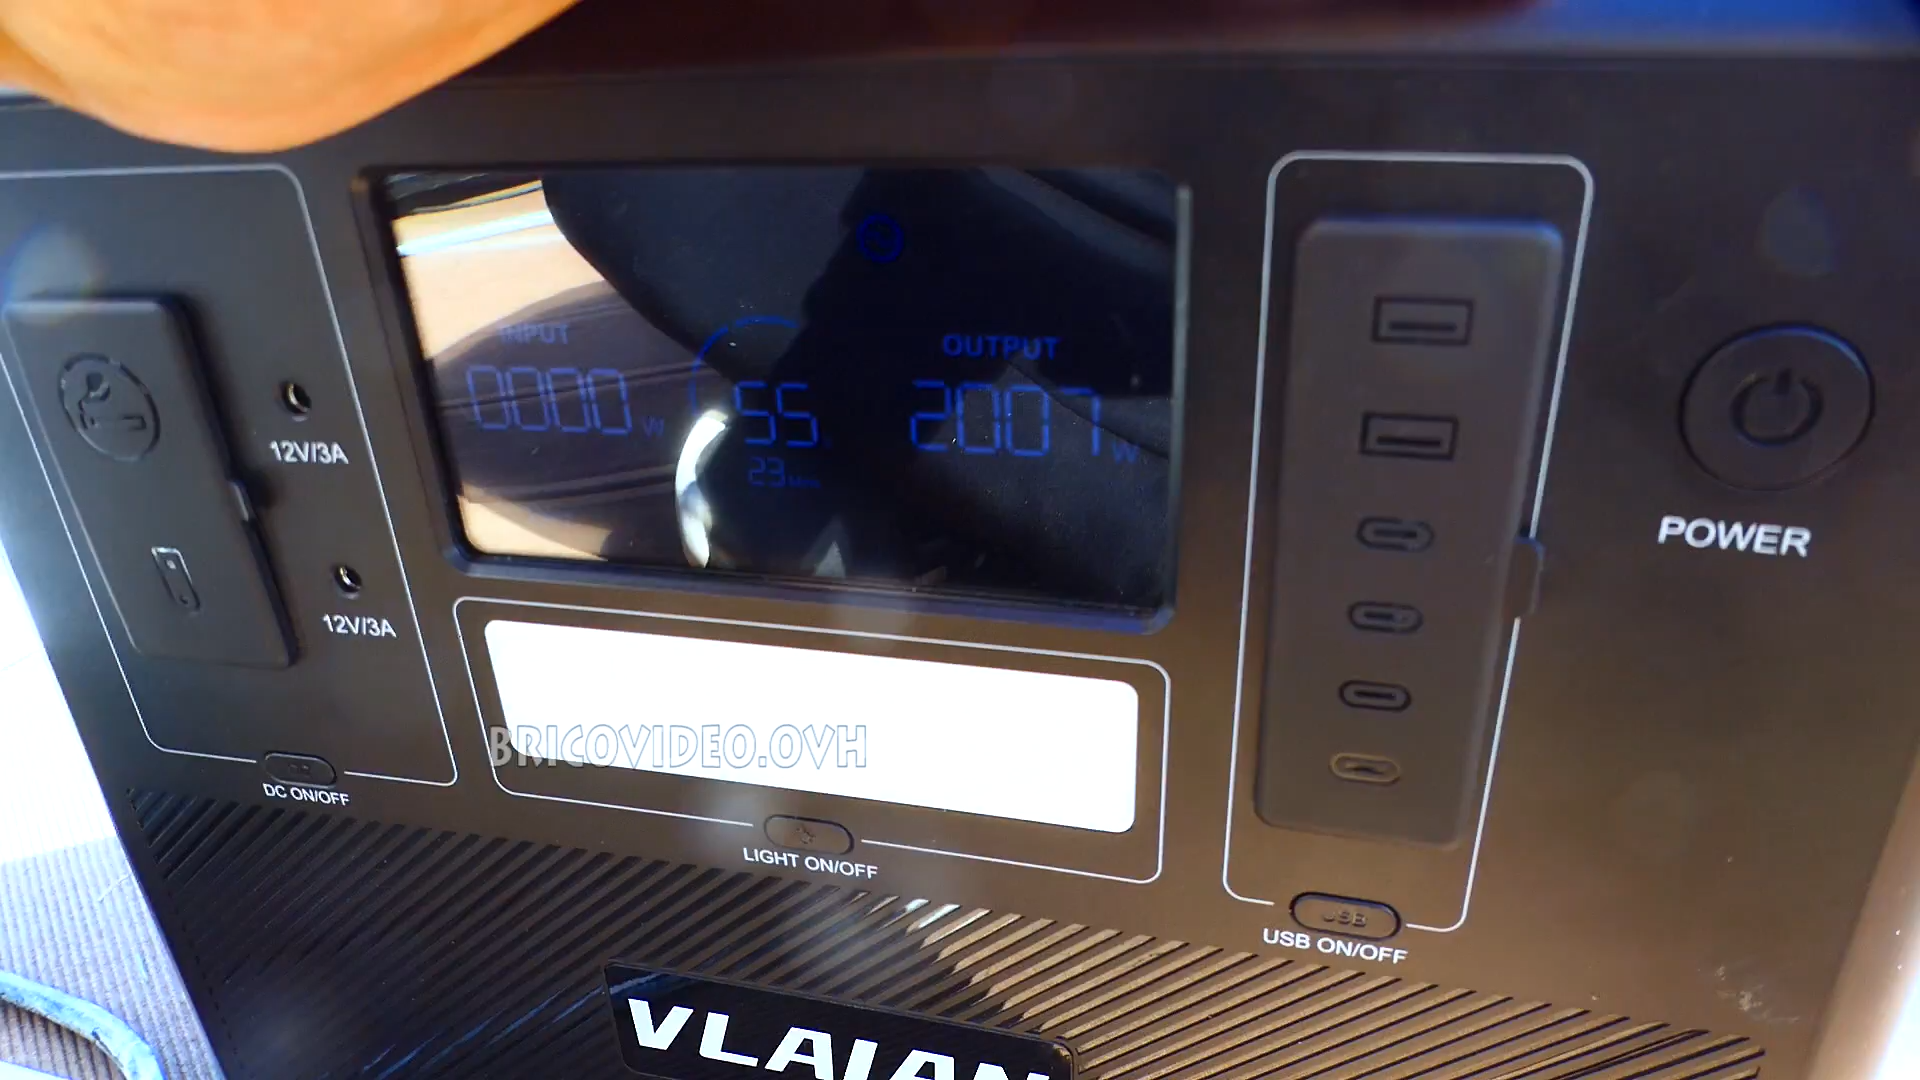 INPUT
0000 W
55
23 Min
OUTPUT
2007 W
12V/3A
12V/3A
POWER
BRICOVIDEO.OVH
DC ON/OFF
LIGHT ON/OFF
USB
USB ON/OFF
VLAIAN